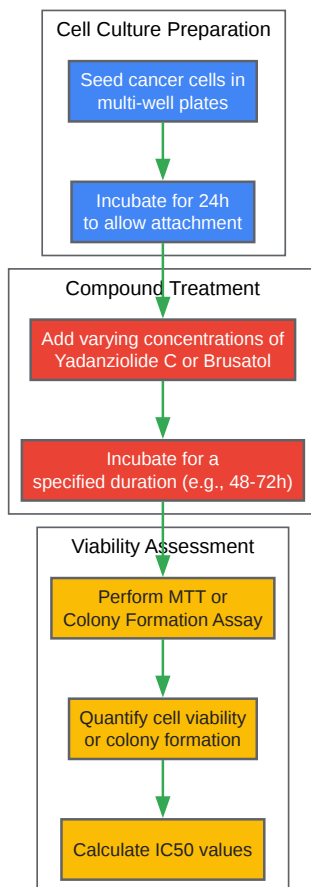 Cell Culture Preparation
Seed cancer cells in
multi-well plates
Incubate for 24h
to allow attachment
Compound Treatment
Add varying concentrations of
Yadanziolide C or Brusatol
Incubate for a
specified duration (e.g., 48-72h)
Viability Assessment
Perform MTT or
Colony Formation Assay
Quantify cell viability
or colony formation
Calculate IC50 values